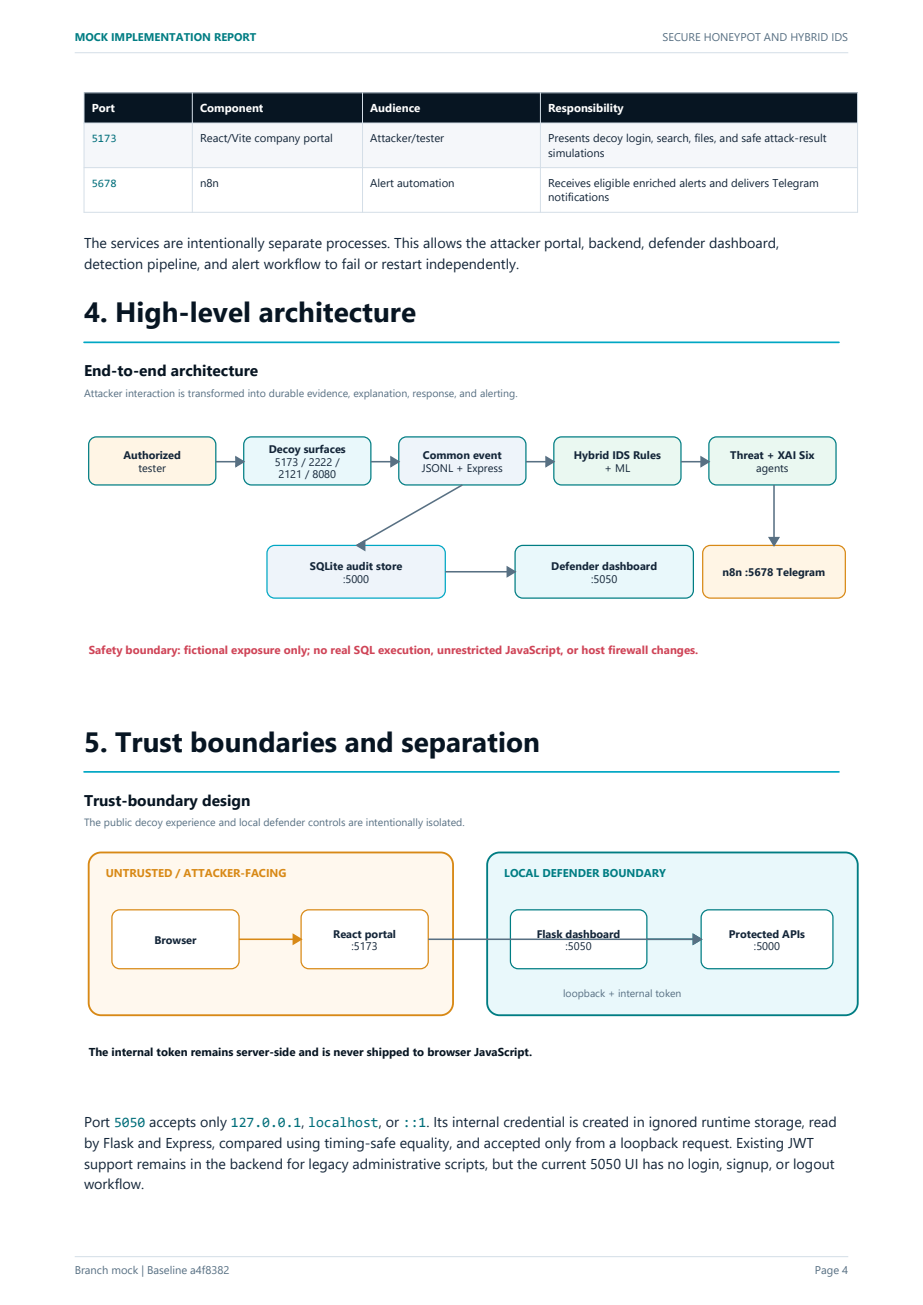 MOCK IMPLEMENTATION REPORT
SECURE HONEYPOT AND HYBRID IDS
Port Component Audience Responsibility
5173 React/Vite company portal Attacker/tester Presents decoy login, search, files, and safe attack-result
simulations
5678 n8n Alert automation Receives eligible enriched alerts and delivers Telegram
notifications
The services are intentionally separate processes. This allows the attacker portal, backend, defender dashboard,
detection pipeline, and alert workflow to fail or restart independently.
4. High-level architecture
End-to-end architecture
Attacker interaction is transformed into durable evidence, explanation, response, and alerting.
Authorized
tester
Decoy surfaces
5173 / 2222 /
2121 / 8080
Common event
JSONL + Express
Hybrid IDS Rules
+ ML
Threat + XAI Six
agents
SQLite audit store
:5000
Defender dashboard
:5050
n8n :5678 Telegram
Safety boundary: fictional exposure only; no real SQL execution, unrestricted JavaScript, or host firewall changes.
5. Trust boundaries and separation
Trust-boundary design
The public decoy experience and local defender controls are intentionally isolated.
UNTRUSTED / ATTACKER-FACING
Browser
React portal
:5173
LOCAL DEFENDER BOUNDARY
Flask dashboard
:5050
Protected APIs
:5000
loopback + internal token
The internal token remains server-side and is never shipped to browser JavaScript.
Port 5050 accepts only 127.0.0.1, localhost, or ::1. Its internal credential is created in ignored runtime storage, read
by Flask and Express, compared using timing-safe equality, and accepted only from a loopback request. Existing JWT
support remains in the backend for legacy administrative scripts, but the current 5050 UI has no login, signup, or logout
workflow.
Branch mock | Baseline a4f8382
Page 4